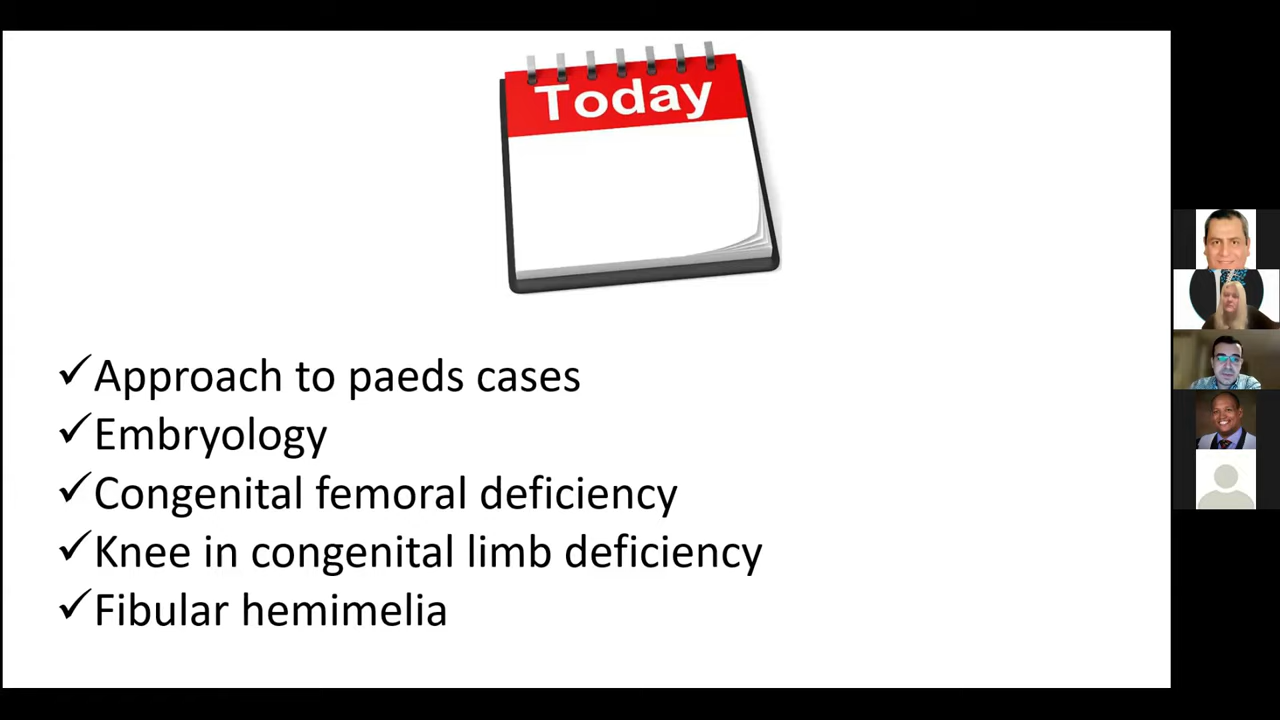 Today
✓Approach to paeds cases
✓Embryology
✓Congenital femoral deficiency
✓Knee in congenital limb deficiency
✓Fibular hemimelia